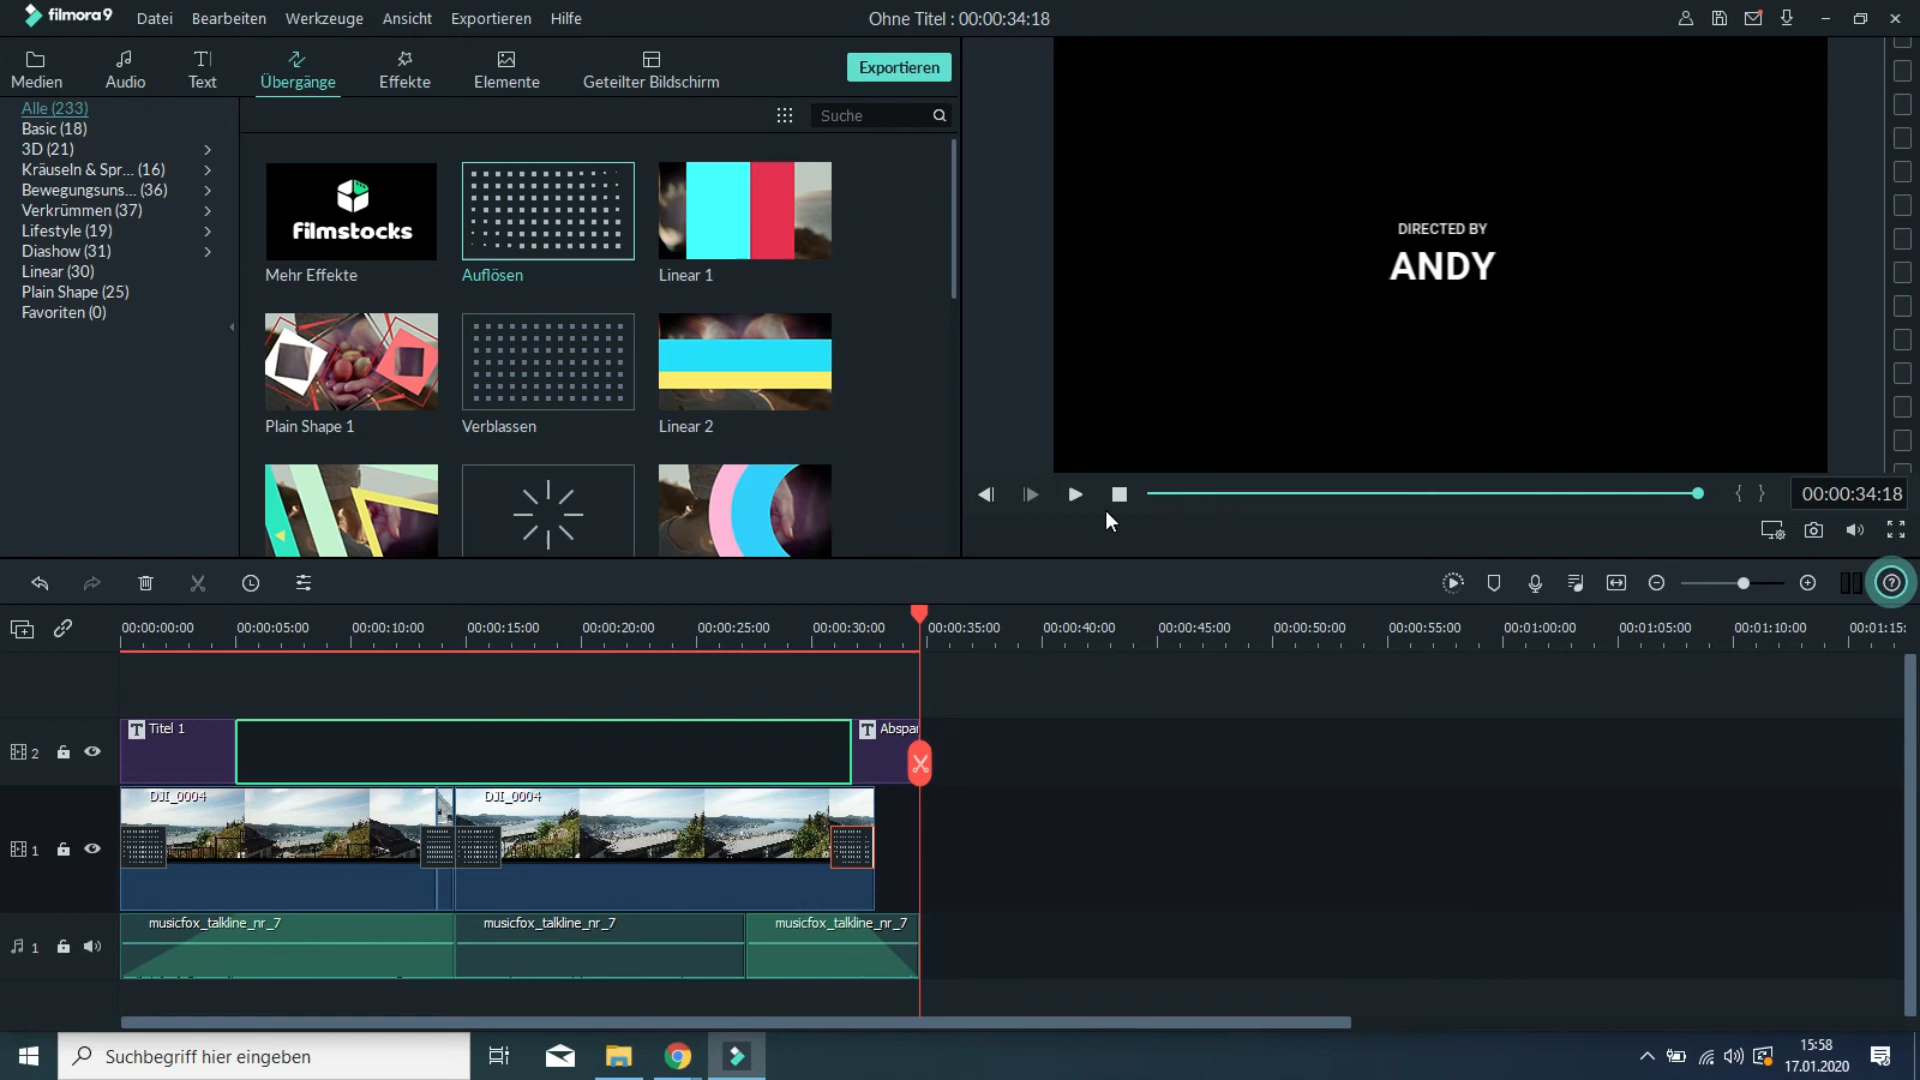 filmora9
Datei Bearbeiten Werkzeuge Ansicht Exportieren Hilfe
Ohne Titel : 00:00:34:18
Medien Audio Text Übergänge Effekte Elemente Geteilter Bildschirm
Exportieren
Alle (233)
Basic (18)
3D (21)
Kräuseln & Spr... (16)
Bewegungsuns... (36)
Verkrümmen (37)
Lifestyle (19)
Diashow (31)
Linear (30)
Plain Shape (25)
Favoriten (0)
Suche
filmstocks
Mehr Effekte Auflösen Linear 1
Plain Shape 1 Verblassen Linear 2
DIRECTED BY
ANDY
00:00:34:18
00:00:00:00 00:00:05:00 00:00:10:00 00:00:15:00 00:00:20:00 00:00:25:00 00:00:30:00 00:00:35:00 00:00:40:00 00:00:45:00 00:00:50:00 00:00:55:00 00:01:00:00 00:01:05:00 00:01:10:00 00:01:15:
2 T Titel 1 T Abspa
DJI_0004 DJI_0004
1
musicfox_talkline_nr_7 musicfox_talkline_nr_7 musicfox_talkline_nr_7
1
Suchbegriff hier eingeben
15:58
17.01.2020